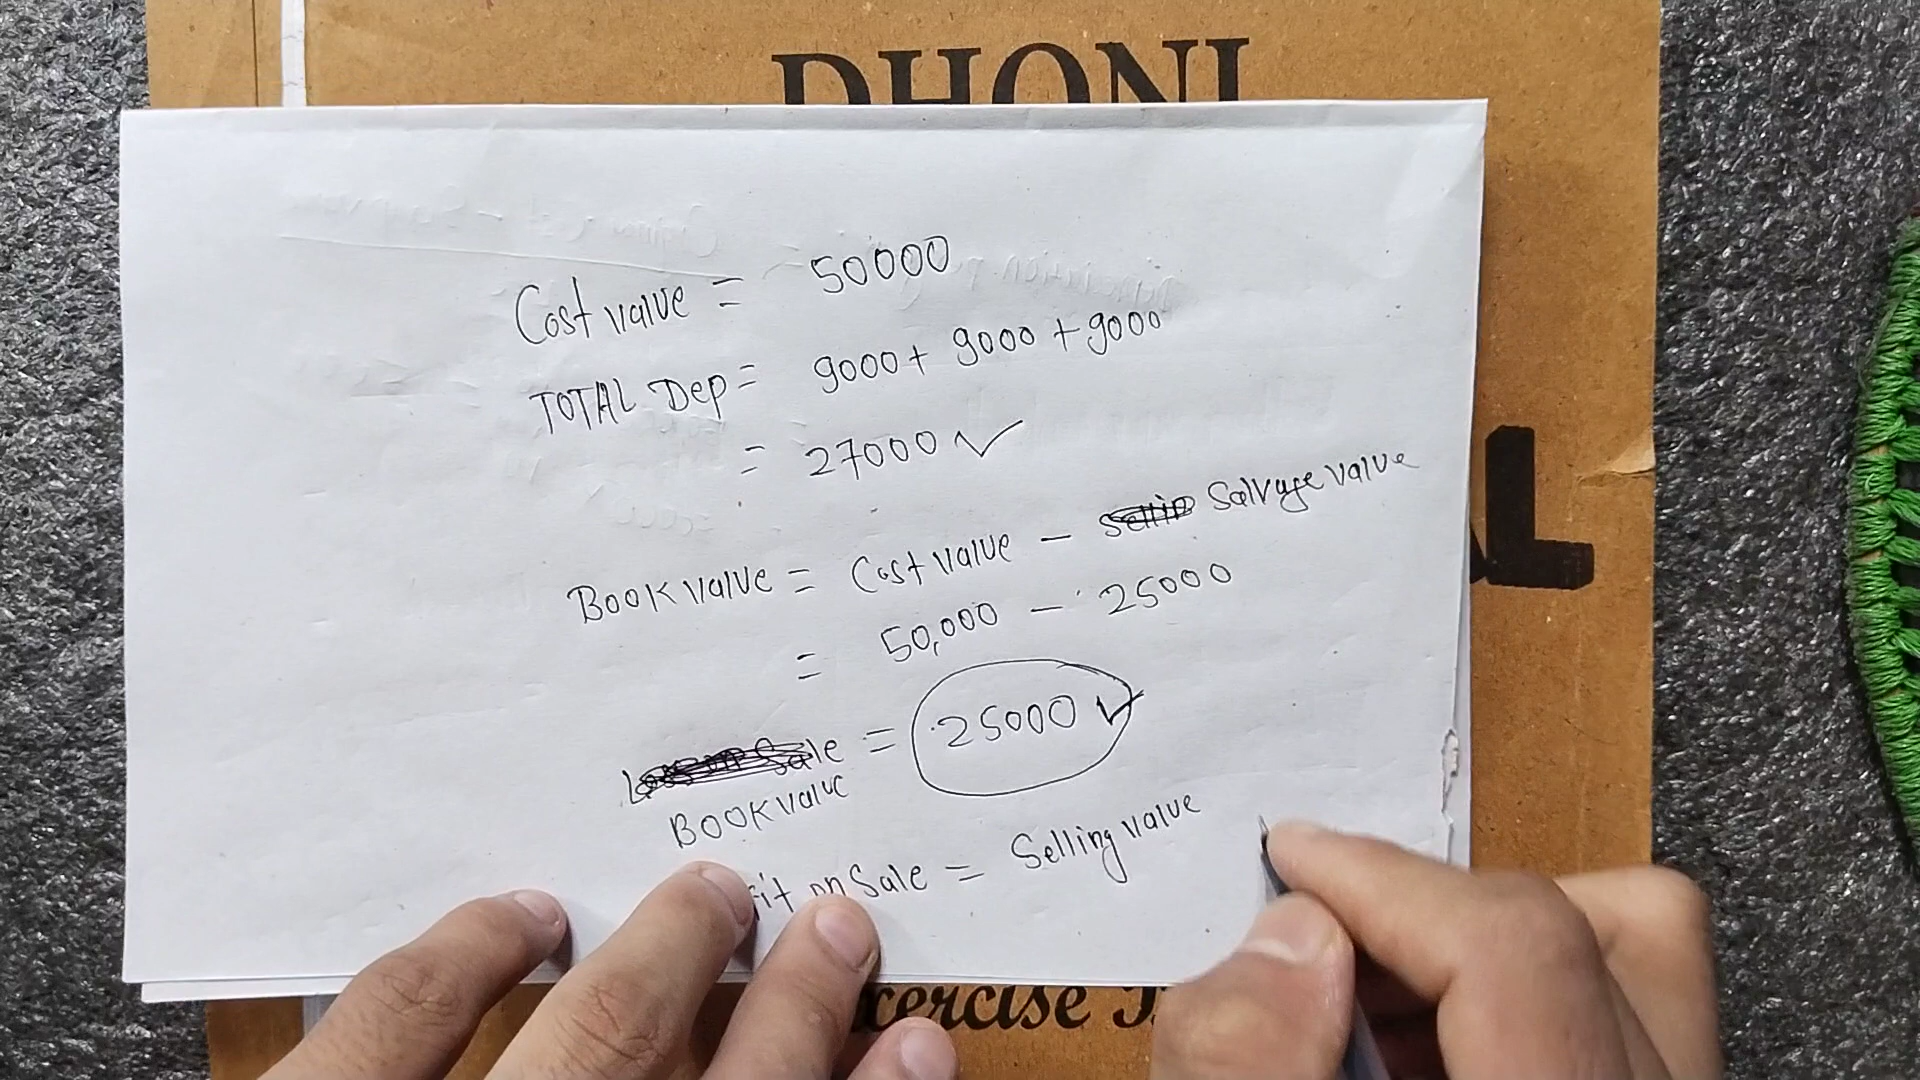 DHONI
Cost value = 50000
TOTAL Dep = 9000 + 9000 + 9000
= 27000 ✓
Book value = Cost value - Salvage value
= 50,000 - 25000
= 25000 ✓
Book value
fit on Sale = Selling value
L
xercise